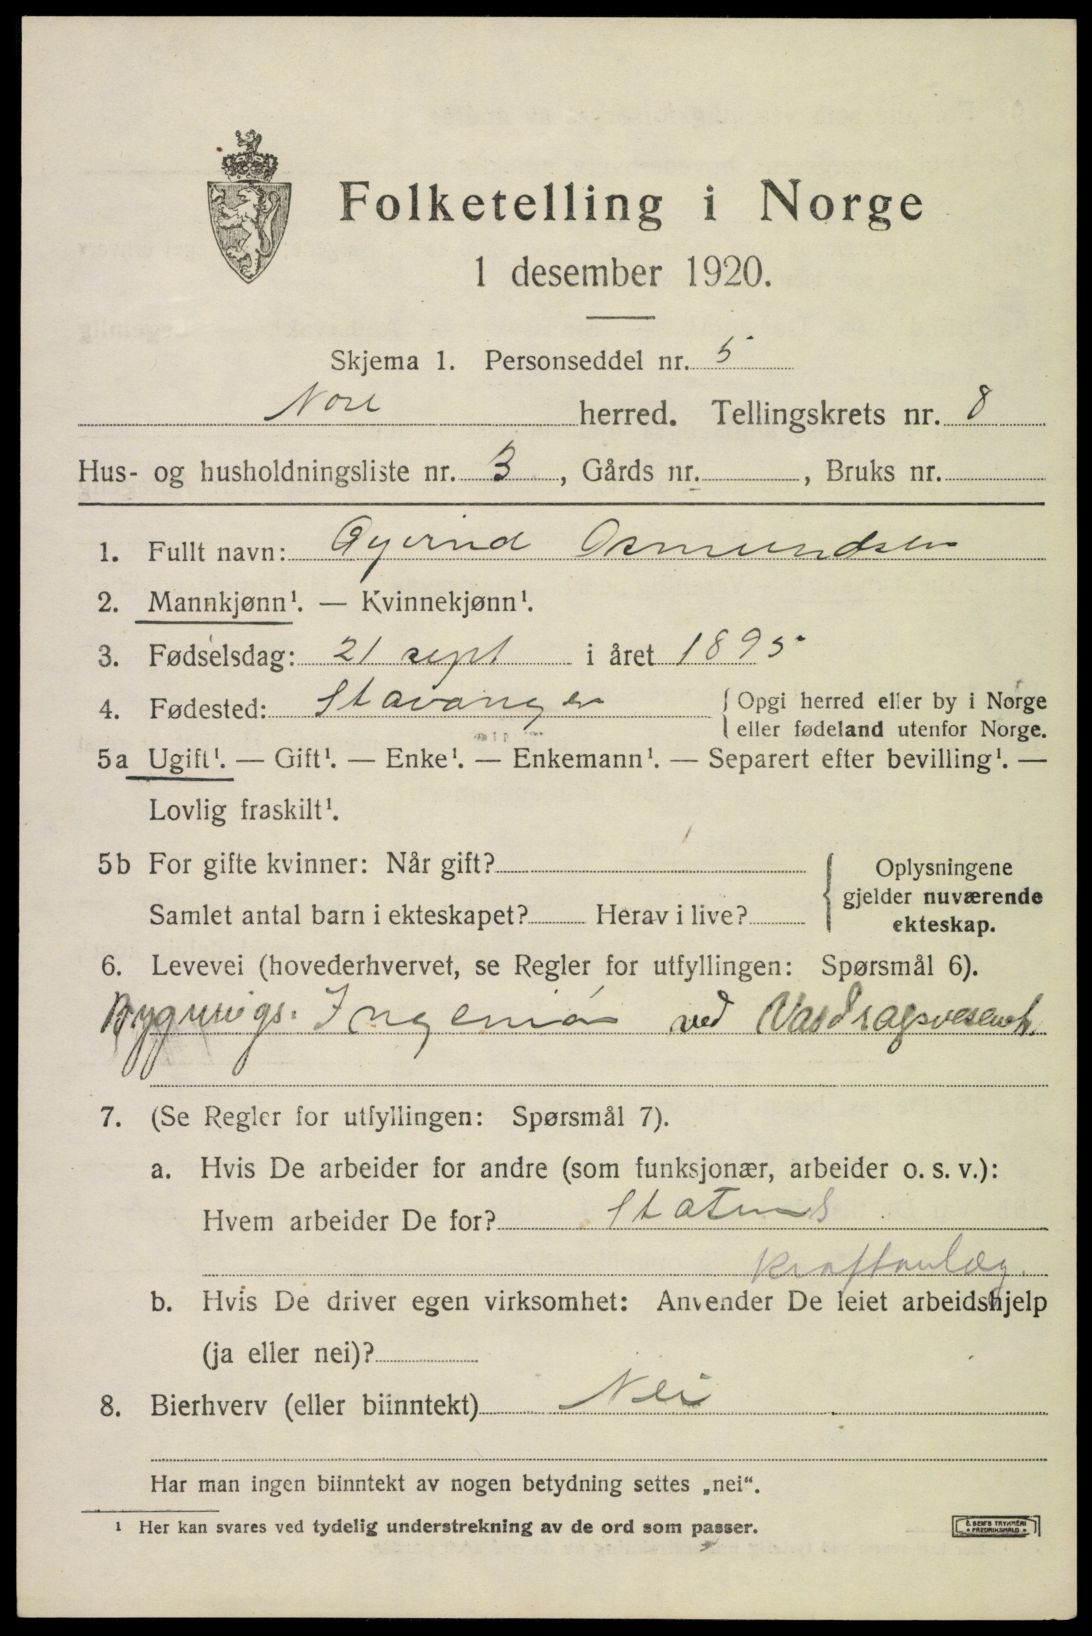 Folketelling i Norge
1 desember 1920.
Skjema 1. Personseddel nr. 5
Nore herred. Tellingskrets nr. 8
Hus- og husholdningsliste nr. 3, Gårds nr. , Bruks nr.
1. Fullt navn: Øyvind Osmundsen
2. Mannkjønn¹. — Kvinnekjønn¹.
3. Fødselsdag: 21 sept i året 1895
4. Fødested: Stavanger { Opgi herred eller by i Norge
eller fødeland utenfor Norge.
5a Ugift¹. — Gift¹. — Enke¹. — Enkemann¹. — Separert efter bevilling¹. —
Lovlig fraskilt¹.
5b For gifte kvinner: Når gift? { Oplysningene
gjelder nuværende
Samlet antal barn i ekteskapet? Herav i live?
ekteskap.
6. Levevei (hovederhvervet, se Regler for utfyllingen: Spørsmål 6).
Bygnings. Ingeniør ved Vasdragsvesenet.
7. (Se Regler for utfyllingen: Spørsmål 7).
a. Hvis De arbeider for andre (som funksjonær, arbeider o. s. v.):
Hvem arbeider De for? Statens
kraftanlæg.
b. Hvis De driver egen virksomhet: Anvender De leiet arbeidshjelp
(ja eller nei)?
8. Bierhverv (eller biinntekt) Nei
Har man ingen biinntekt av nogen betydning settes „nei“.
¹ Her kan svares ved tydelig understrekning av de ord som passer.
E. SEMS TRYKKERI
FREDRIKSHALD